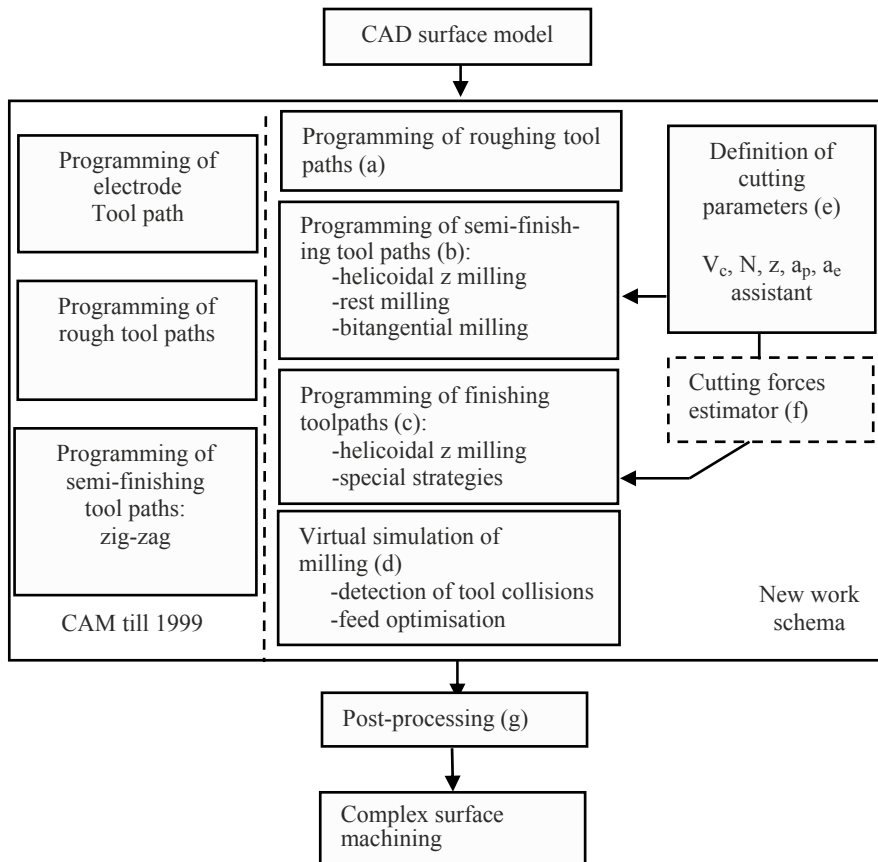 CAD surface model
Programming of
electrode
Tool path
Programming of
rough tool paths
Programming of
semi-finishing
tool paths:
zig-zag
CAM till 1999
Programming of roughing tool
paths (a)
Programming of semi-finish-
ing tool paths (b):
-helicoidal z milling
-rest milling
-bitangential milling
Programming of finishing
toolpaths (c):
-helicoidal z milling
-special strategies
Virtual simulation of
milling (d)
-detection of tool collisions
-feed optimisation
Definition of
cutting
parameters (e)
Vc, N, z, ap, ae
assistant
Cutting forces
estimator (f)
New work
schema
Post-processing (g)
Complex surface
machining